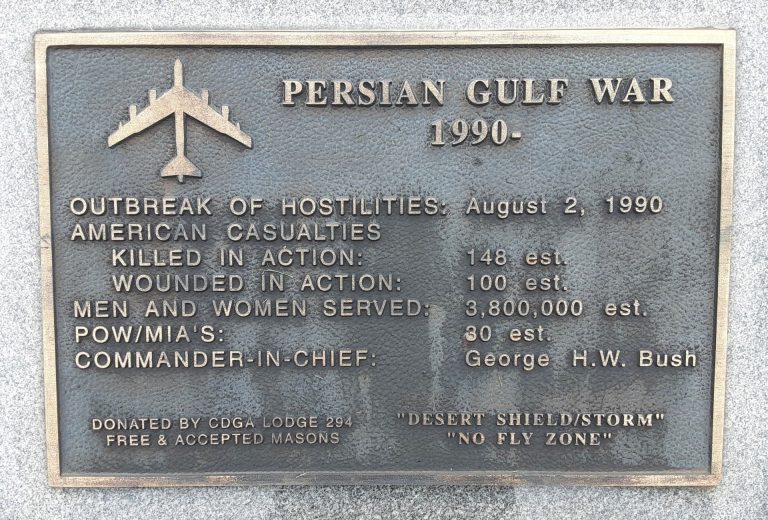 PERSIAN GULF WAR
1990-
OUTBREAK OF HOSTILITIES: August 2, 1990
AMERICAN CASUALTIES
KILLED IN ACTION: 148 est.
WOUNDED IN ACTION: 100 est.
MEN AND WOMEN SERVED: 3,800,000 est.
POW/MIA'S: 30 est.
COMMANDER-IN-CHIEF: George H.W. Bush
DONATED BY CDGA LODGE 294
FREE & ACCEPTED MASONS
"DESERT SHIELD/STORM"
"NO FLY ZONE"